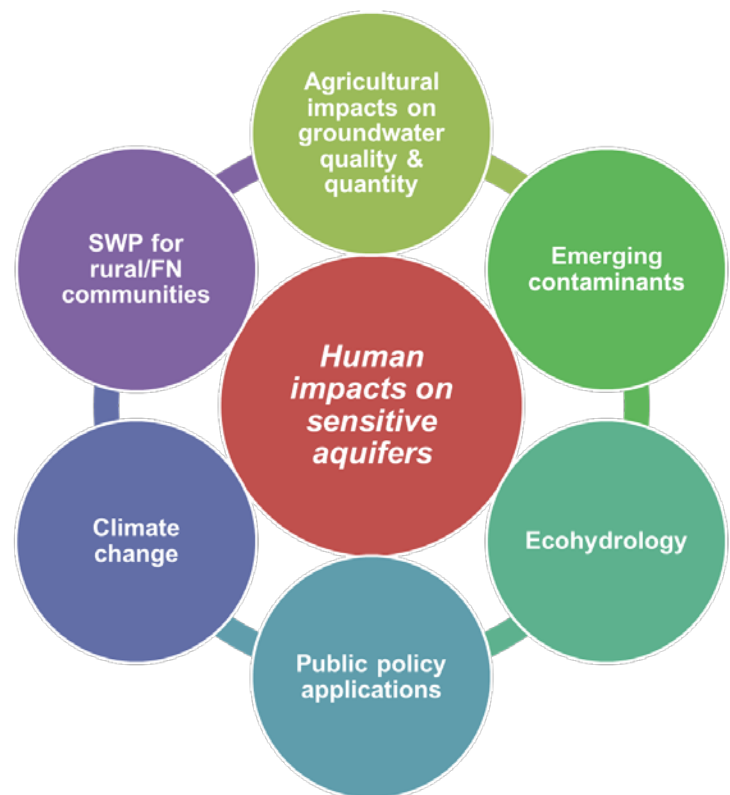 Agricultural
impacts on
groundwater
quality &
quantity
Emerging
contaminants
Ecohydrology
Public policy
applications
Climate
change
SWP for
rural/FN
communities
Human
impacts on
sensitive
aquifers